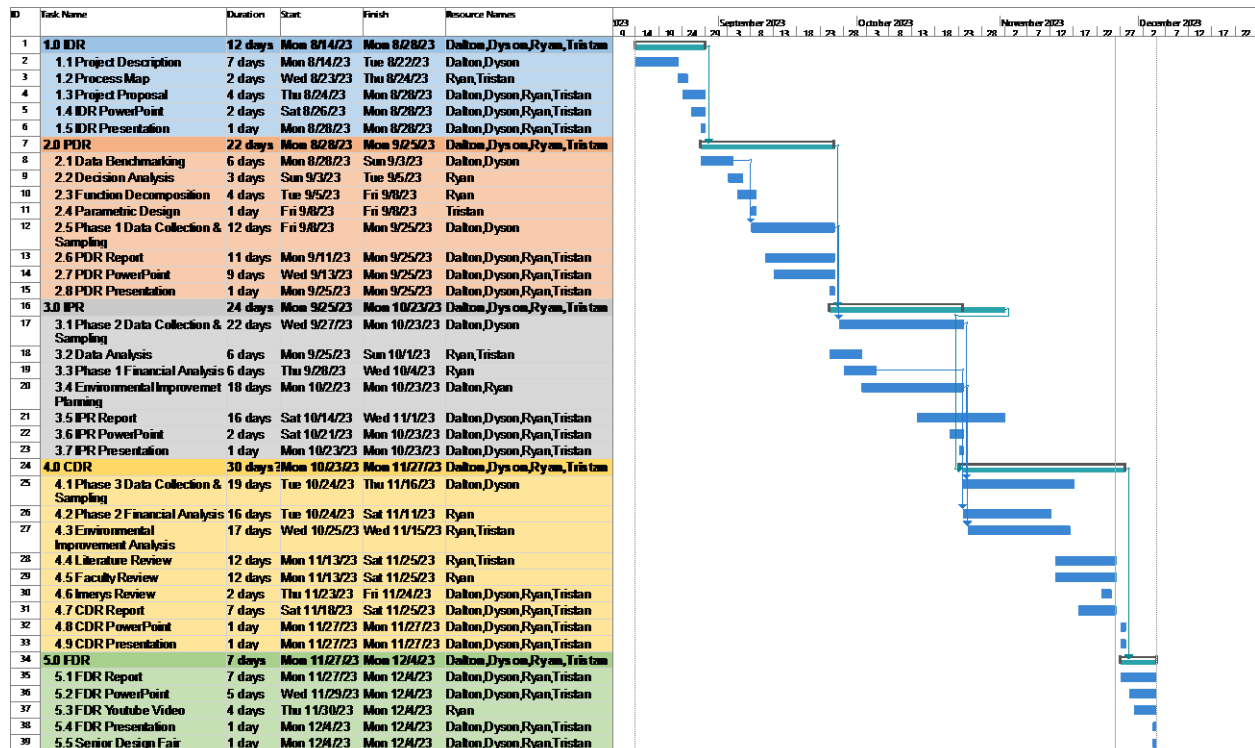 ID Task Name Duration Start Finish Resource Names
2023 September 2023 October 2023 November 2023 December 2023
9 14 19 24 29 3 8 13 18 23 28 3 8 13 18 23 28 2 7 12 17 22 27 2 7 12 17 22
1 1.0 IDR 12 days Mon 8/14/23 Mon 8/28/23 Dalton,Dyson,Ryan,Tristan
2 1.1 Project Description 7 days Mon 8/14/23 Tue 8/22/23 Dalton,Dyson
3 1.2 Process Map 2 days Wed 8/23/23 Thu 8/24/23 Ryan,Tristan
4 1.3 Project Proposal 4 days Thu 8/24/23 Mon 8/28/23 Dalton,Dyson,Ryan,Tristan
5 1.4 IDR PowerPoint 2 days Sat 8/26/23 Mon 8/28/23 Dalton,Dyson,Ryan,Tristan
6 1.5 IDR Presentation 1 day Mon 8/28/23 Mon 8/28/23 Dalton,Dyson,Ryan,Tristan
7 2.0 PDR 22 days Mon 8/28/23 Mon 9/25/23 Dalton,Dyson,Ryan,Tristan
8 2.1 Data Benchmarking 6 days Mon 8/28/23 Sun 9/3/23 Dalton,Dyson
9 2.2 Decision Analysis 3 days Sun 9/3/23 Tue 9/5/23 Ryan
10 2.3 Function Decomposition 4 days Tue 9/5/23 Fri 9/8/23 Ryan
11 2.4 Parametric Design 1 day Fri 9/8/23 Fri 9/8/23 Tristan
12 2.5 Phase 1 Data Collection & 12 days Fri 9/8/23 Mon 9/25/23 Dalton,Dyson
Sampling
13 2.6 PDR Report 11 days Mon 9/11/23 Mon 9/25/23 Dalton,Dyson,Ryan,Tristan
14 2.7 PDR PowerPoint 9 days Wed 9/13/23 Mon 9/25/23 Dalton,Dyson,Ryan,Tristan
15 2.8 PDR Presentation 1 day Mon 9/25/23 Mon 9/25/23 Dalton,Dyson,Ryan,Tristan
16 3.0 IPR 24 days Mon 9/25/23 Mon 10/23/23 Dalton,Dyson,Ryan,Tristan
17 3.1 Phase 2 Data Collection & 22 days Wed 9/27/23 Mon 10/23/23 Dalton,Dyson
Sampling
18 3.2 Data Analysis 6 days Mon 9/25/23 Sun 10/1/23 Ryan,Tristan
19 3.3 Phase 1 Financial Analysis 6 days Thu 9/28/23 Wed 10/4/23 Ryan
20 3.4 Environmental Improvemet 18 days Mon 10/2/23 Mon 10/23/23 Dalton,Ryan
Planning
21 3.5 IPR Report 16 days Sat 10/14/23 Wed 11/1/23 Dalton,Dyson,Ryan,Tristan
22 3.6 IPR PowerPoint 2 days Sat 10/21/23 Mon 10/23/23 Dalton,Dyson,Ryan,Tristan
23 3.7 IPR Presentation 1 day Mon 10/23/23 Mon 10/23/23 Dalton,Dyson,Ryan,Tristan
24 4.0 CDR 30 days? Mon 10/23/23 Mon 11/27/23 Dalton,Dyson,Ryan,Tristan
25 4.1 Phase 3 Data Collection & 19 days Tue 10/24/23 Thu 11/16/23 Dalton,Dyson
Sampling
26 4.2 Phase 2 Financial Analysis 16 days Tue 10/24/23 Sat 11/11/23 Ryan
27 4.3 Environmental 17 days Wed 10/25/23 Wed 11/15/23 Ryan,Tristan
Improvement Analysis
28 4.4 Literature Review 12 days Mon 11/13/23 Sat 11/25/23 Ryan,Tristan
29 4.5 Faculty Review 12 days Mon 11/13/23 Sat 11/25/23 Ryan
30 4.6 Imerys Review 2 days Thu 11/23/23 Fri 11/24/23 Dalton,Dyson,Ryan,Tristan
31 4.7 CDR Report 7 days Sat 11/18/23 Sat 11/25/23 Dalton,Dyson,Ryan,Tristan
32 4.8 CDR PowerPoint 1 day Mon 11/27/23 Mon 11/27/23 Dalton,Dyson,Ryan,Tristan
33 4.9 CDR Presentation 1 day Mon 11/27/23 Mon 11/27/23 Dalton,Dyson,Ryan,Tristan
34 5.0 FDR 7 days Mon 11/27/23 Mon 12/4/23 Dalton,Dyson,Ryan,Tristan
35 5.1 FDR Report 7 days Mon 11/27/23 Mon 12/4/23 Dalton,Dyson,Ryan,Tristan
36 5.2 FDR PowerPoint 5 days Wed 11/29/23 Mon 12/4/23 Dalton,Dyson,Ryan,Tristan
37 5.3 FDR Youtube Video 4 days Thu 11/30/23 Mon 12/4/23 Ryan
38 5.4 FDR Presentation 1 day Mon 12/4/23 Mon 12/4/23 Dalton,Dyson,Ryan,Tristan
39 5.5 Senior Design Fair 1 day Mon 12/4/23 Mon 12/4/23 Dalton,Dyson,Ryan,Tristan